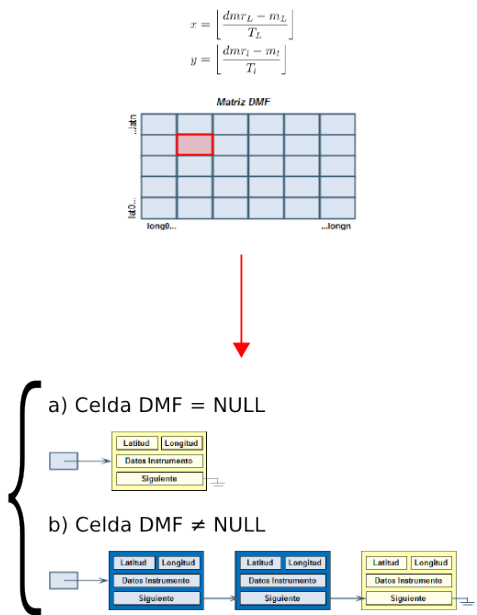 x = ⌊(dmr_L − m_L) / T_L⌋
y = ⌊(dmr_l − m_l) / T_l⌋
Matriz DMF
...latn
lat0...
long0... ...longn
a) Celda DMF = NULL
Latitud Longitud
Datos Instrumento
Siguiente
b) Celda DMF ≠ NULL
Latitud Longitud Latitud Longitud Latitud Longitud
Datos Instrumento Datos Instrumento Datos Instrumento
Siguiente Siguiente Siguiente